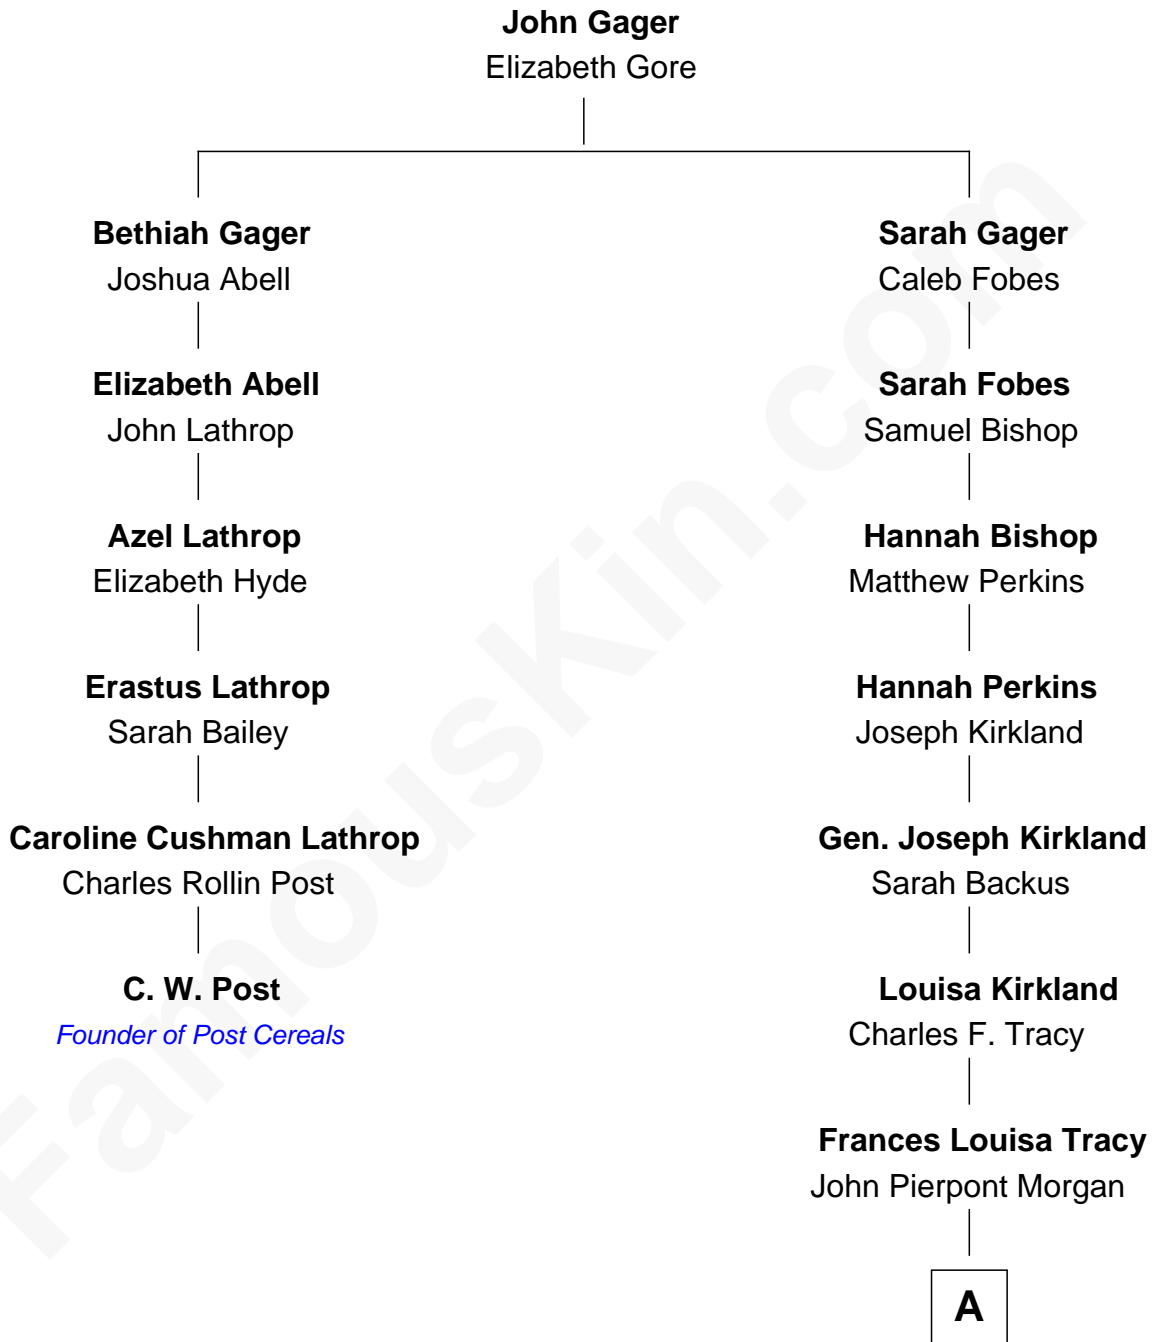 John Gager
Elizabeth Gore
Bethiah Gager
Joshua Abell
Sarah Gager
Caleb Fobes
Elizabeth Abell
John Lathrop
Sarah Fobes
Samuel Bishop
Azel Lathrop
Elizabeth Hyde
Hannah Bishop
Matthew Perkins
Erastus Lathrop
Sarah Bailey
Hannah Perkins
Joseph Kirkland
Caroline Cushman Lathrop
Charles Rollin Post
Gen. Joseph Kirkland
Sarah Backus
C. W. Post
Founder of Post Cereals
Louisa Kirkland
Charles F. Tracy
Frances Louisa Tracy
John Pierpont Morgan
A
FamousKin.com